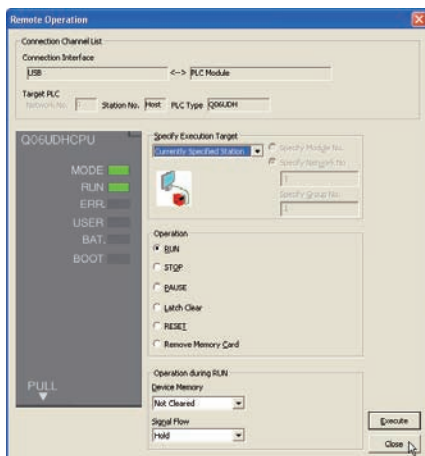 Remote Operation
Connection Channel List
Connection Interface
USB <--> PLC Module
Target PLC
Network No. Station No. Host PLC Type Q06UDH
Q06UDHCPU
MODE
RUN
ERR.
USER
BAT.
BOOT
PULL
Specify Execution Target
Currently Specified Station
Specify Module No.
Specify Network No
1
Specify Group No.
1
Operation
RUN
STOP
PAUSE
Latch Clear
RESET
Remove Memory Card
Operation during RUN
Device Memory
Not Cleared
Signal Flow
Hold
Execute
Close